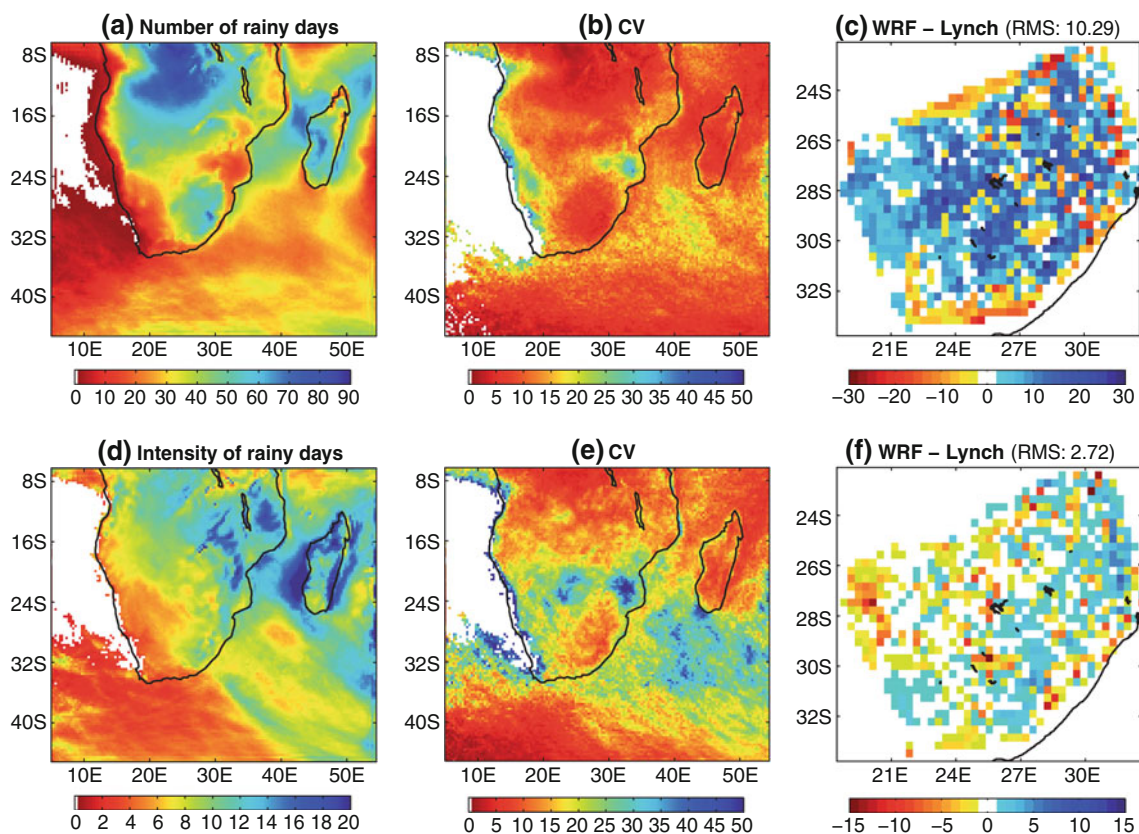 (a) Number of rainy days
(b) CV
(c) WRF – Lynch (RMS: 10.29)
8S
16S
24S
32S
40S
10E 20E 30E 40E 50E
0 10 20 30 40 50 60 70 80 90
8S
16S
24S
32S
40S
10E 20E 30E 40E 50E
0 5 10 15 20 25 30 35 40 45 50
24S
26S
28S
30S
32S
21E 24E 27E 30E
−30 −20 −10 0 10 20 30
(d) Intensity of rainy days
(e) CV
(f) WRF – Lynch (RMS: 2.72)
8S
16S
24S
32S
40S
10E 20E 30E 40E 50E
0 2 4 6 8 10 12 14 16 18 20
8S
16S
24S
32S
40S
10E 20E 30E 40E 50E
0 5 10 15 20 25 30 35 40 45 50
24S
26S
28S
30S
32S
21E 24E 27E 30E
−15 −10 −5 0 5 10 15